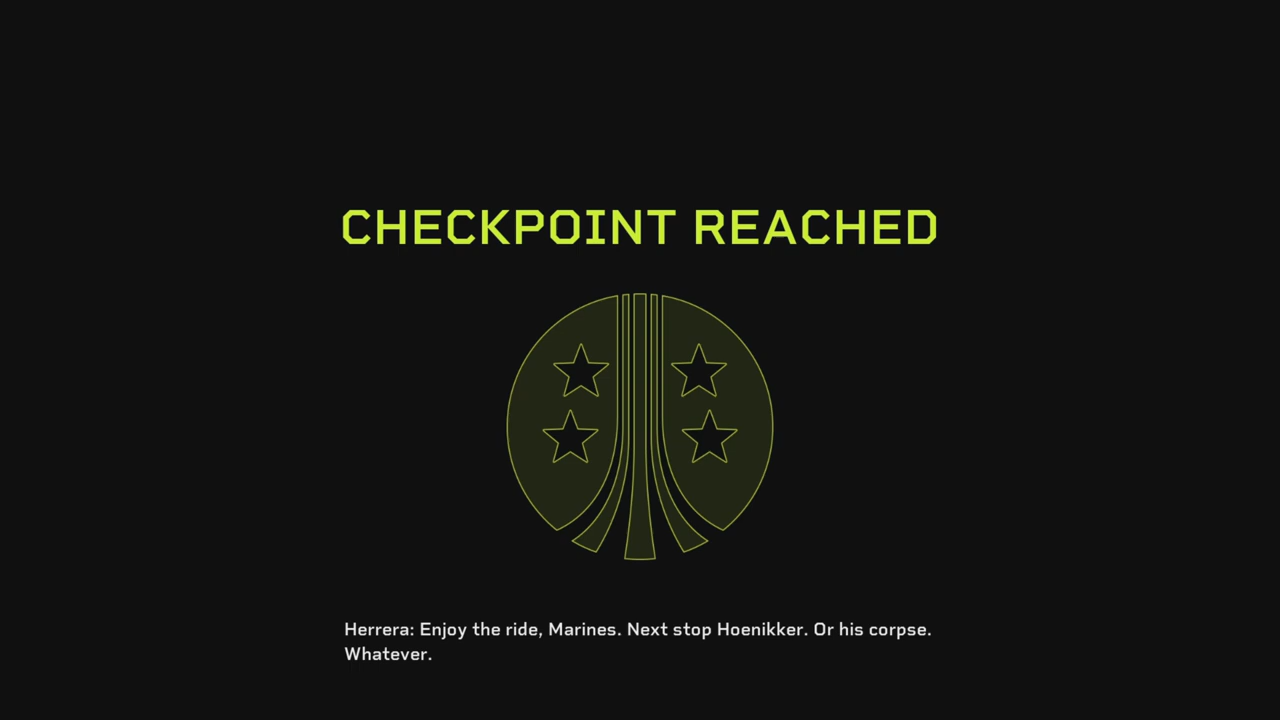 CHECKPOINT REACHED
Herrera: Enjoy the ride, Marines. Next stop Hoenikker. Or his corpse.
Whatever.